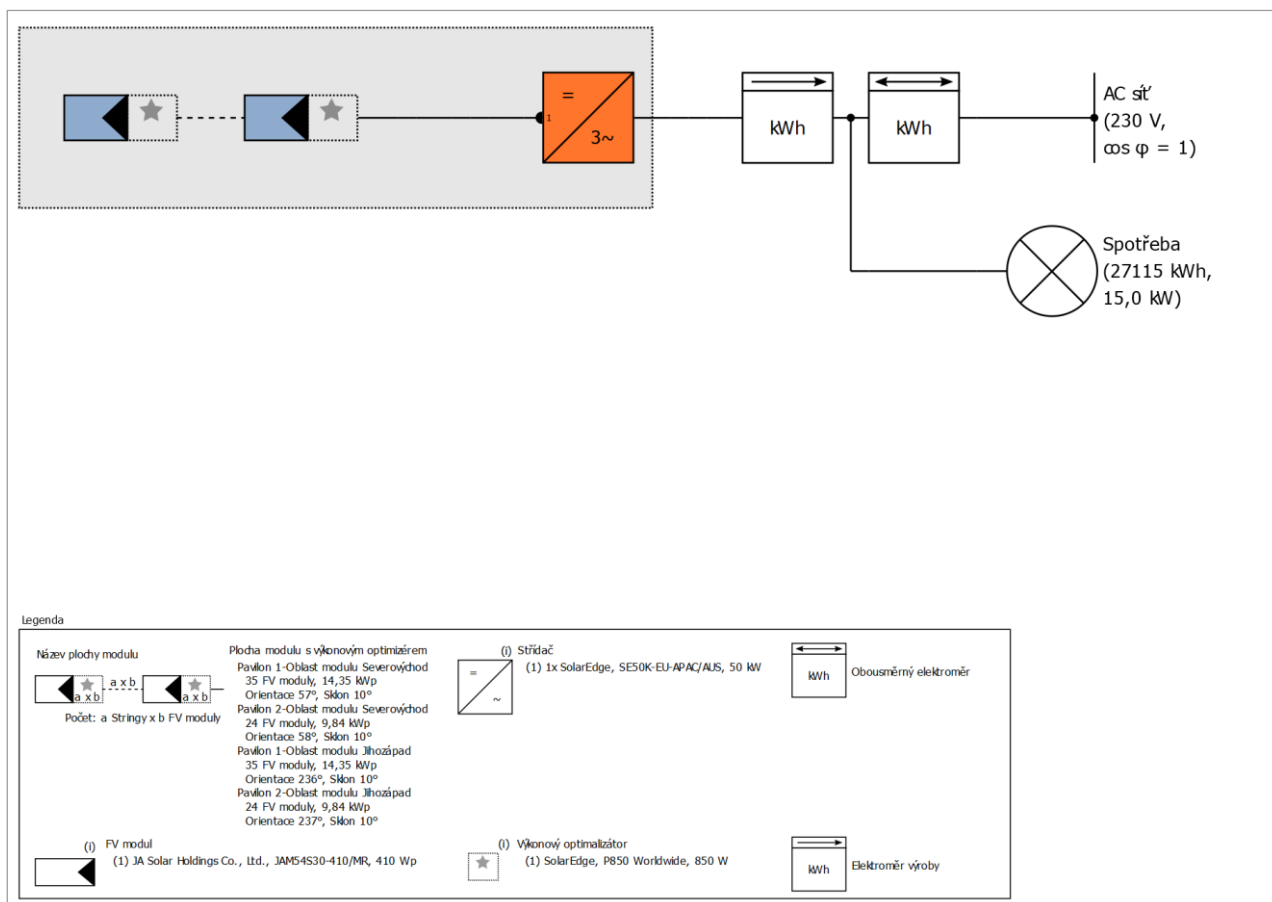 =
3~
1
kWh
kWh
AC síť
(230 V,
cos φ = 1)
Spotřeba
(27115 kWh,
15,0 kW)
Legenda
Název plochy modulu
a x b
a x b
a x b
Počet: a Stringy x b FV moduly
Plocha modulu s výkonovým optimizérem
Pavilon 1-Oblast modulu Severovýchod
35 FV moduly, 14,35 kWp
Orientace 57°, Sklon 10°
Pavilon 2-Oblast modulu Severovýchod
24 FV moduly, 9,84 kWp
Orientace 58°, Sklon 10°
Pavilon 1-Oblast modulu Jihozápad
35 FV moduly, 14,35 kWp
Orientace 236°, Sklon 10°
Pavilon 2-Oblast modulu Jihozápad
24 FV moduly, 9,84 kWp
Orientace 237°, Sklon 10°
=
~
(i) Střídač
(1) 1x SolarEdge, SE50K-EU-APAC/AUS, 50 kW
kWh
Obousměrný elektroměr
(i) FV modul
(1) JA Solar Holdings Co., Ltd., JAM54S30-410/MR, 410 Wp
(i) Výkonový optimalizátor
(1) SolarEdge, P850 Worldwide, 850 W
kWh
Elektroměr výroby